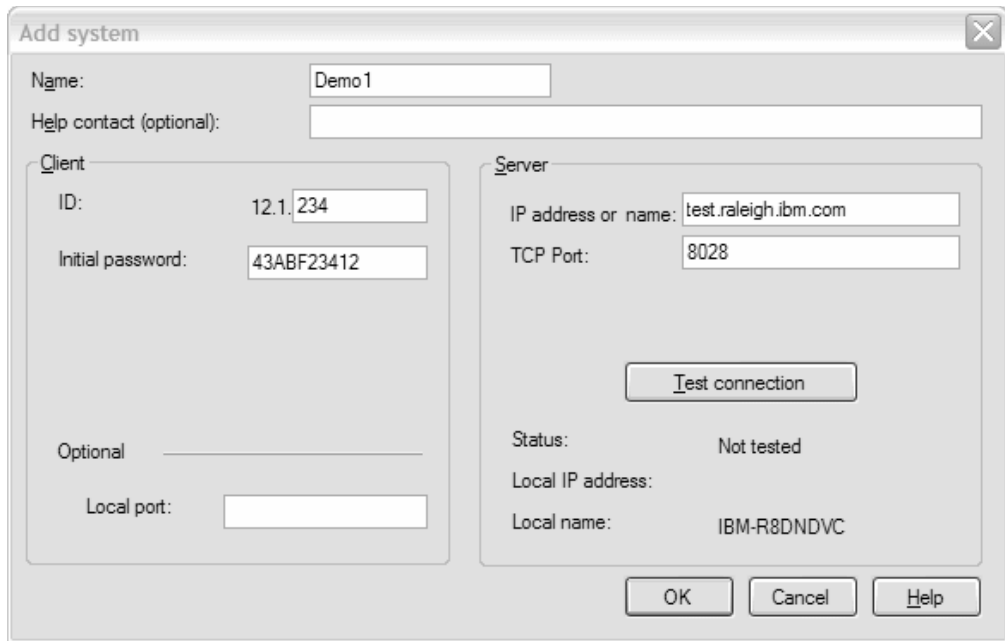 Add system
Name: Demo1
Help contact (optional):
Client
ID: 12.1. 234
Initial password: 43ABF23412
Optional
Local port:
Server
IP address or name: test.raleigh.ibm.com
TCP Port: 8028
Test connection
Status: Not tested
Local IP address:
Local name: IBM-R8DNDVC
OK Cancel Help